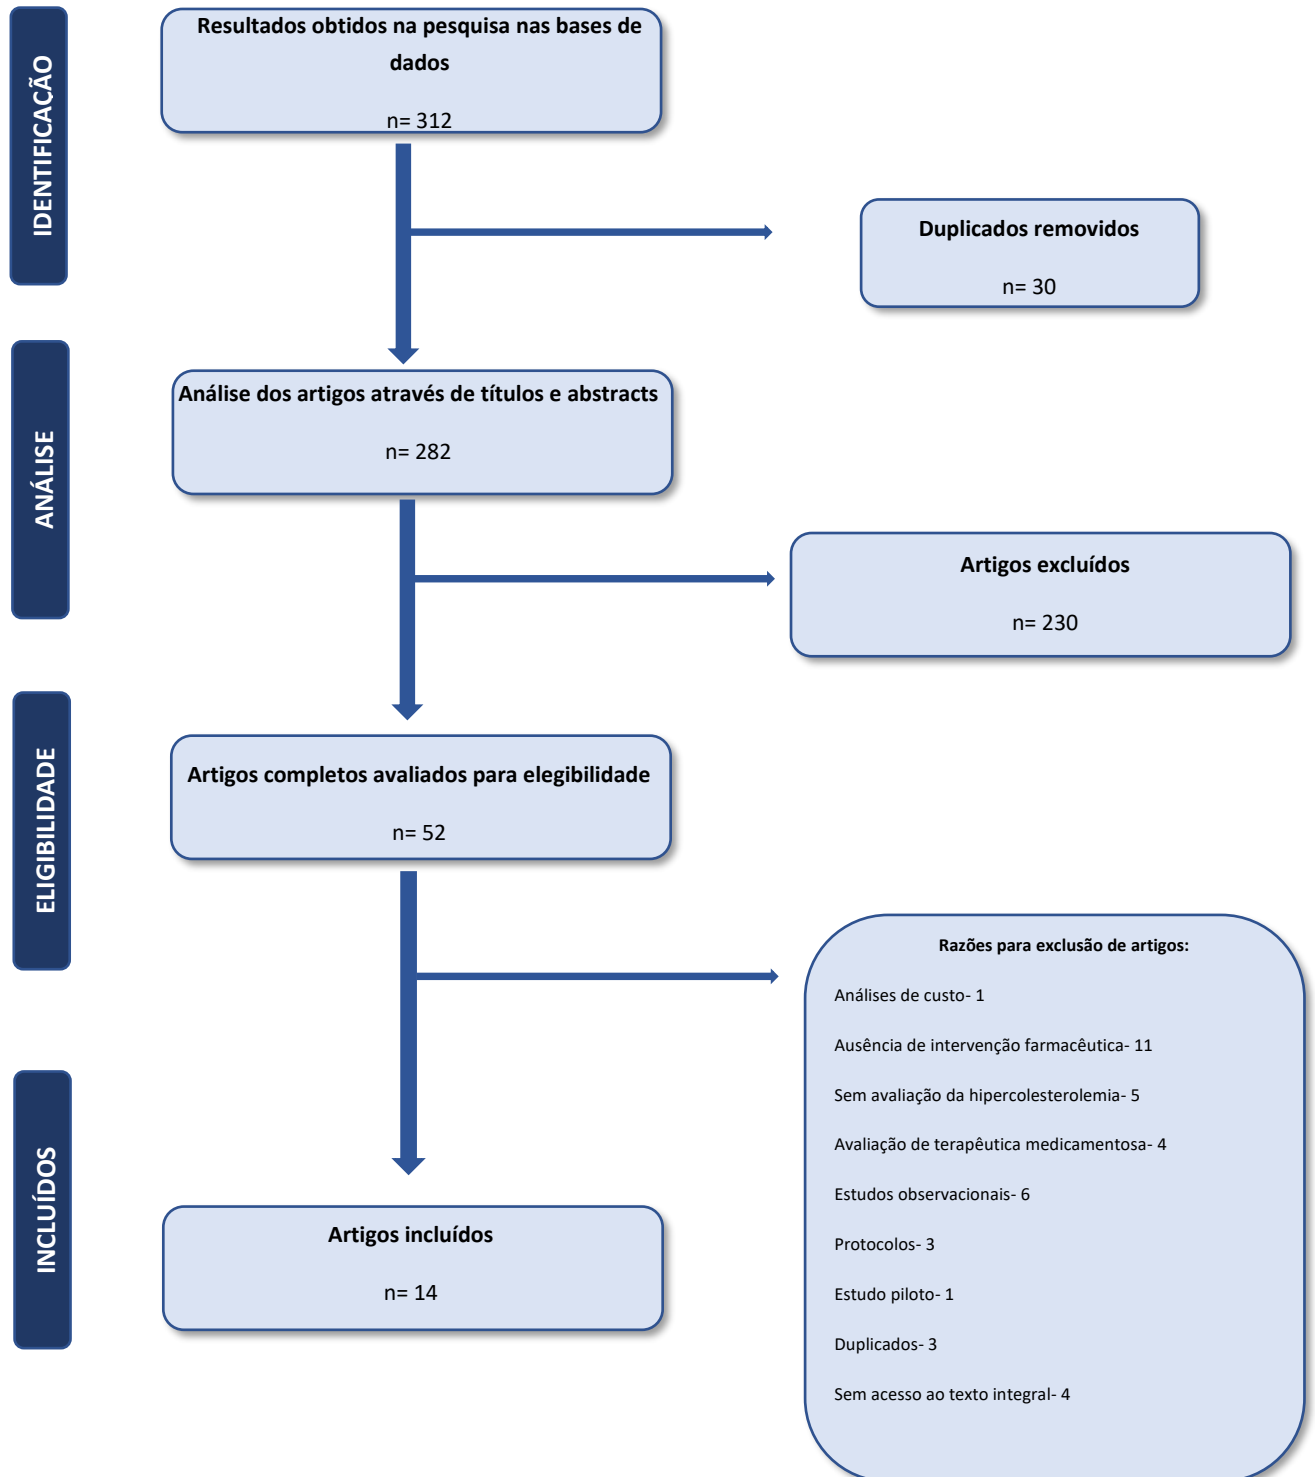 IDENTIFICAÇÃO
Resultados obtidos na pesquisa nas bases de
dados
n= 312
Duplicados removidos
n= 30
ANÁLISE
Análise dos artigos através de títulos e abstracts
n= 282
Artigos excluídos
n= 230
ELIGIBILIDADE
Artigos completos avaliados para elegibilidade
n= 52
Razões para exclusão de artigos:
Análises de custo- 1
Ausência de intervenção farmacêutica- 11
Sem avaliação da hipercolesterolemia- 5
Avaliação de terapêutica medicamentosa- 4
Estudos observacionais- 6
Protocolos- 3
Estudo piloto- 1
Duplicados- 3
Sem acesso ao texto integral- 4
INCLUÍDOS
Artigos incluídos
n= 14